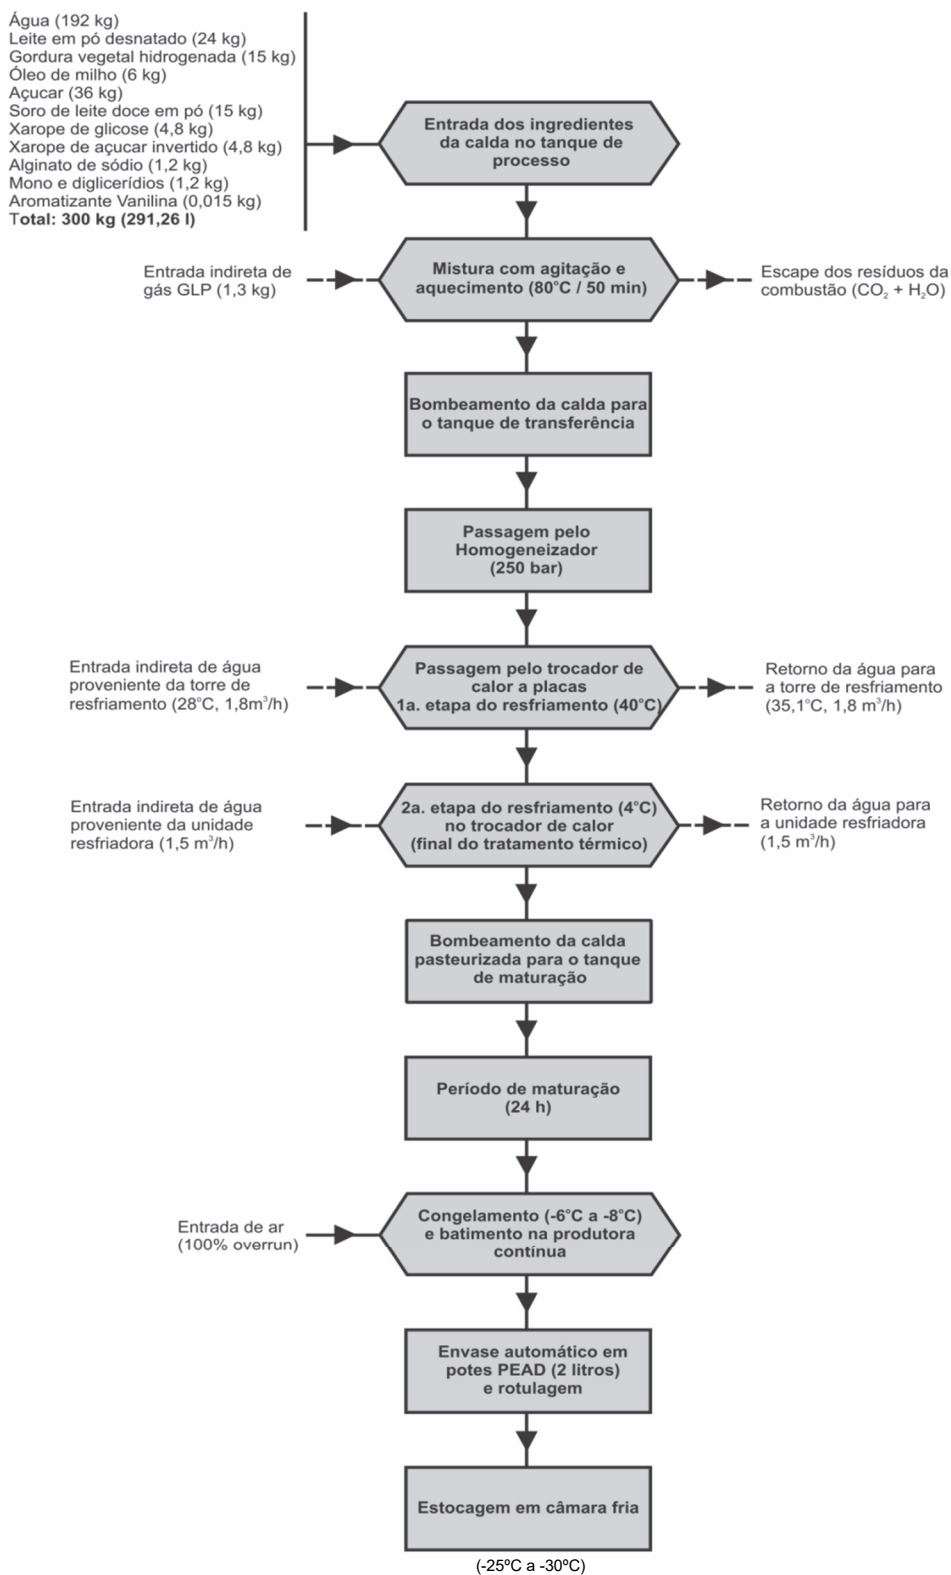 Água (192 kg)
Leite em pó desnatado (24 kg)
Gordura vegetal hidrogenada (15 kg)
Óleo de milho (6 kg)
Açucar (36 kg)
Soro de leite doce em pó (15 kg)
Xarope de glicose (4,8 kg)
Xarope de açucar invertido (4,8 kg)
Alginato de sódio (1,2 kg)
Mono e diglicerídios (1,2 kg)
Aromatizante Vanilina (0,015 kg)
Total: 300 kg (291,26 l)
Entrada dos ingredientes
da calda no tanque de
processo
Entrada indireta de
gás GLP (1,3 kg)
Mistura com agitação e
aquecimento (80°C / 50 min)
Escape dos resíduos da
combustão (CO₂ + H₂O)
Bombeamento da calda para
o tanque de transferência
Passagem pelo
Homogeneizador
(250 bar)
Entrada indireta de água
proveniente da torre de
resfriamento (28°C, 1,8m³/h)
Passagem pelo trocador de
calor a placas
1a. etapa do resfriamento (40°C)
Retorno da água para
a torre de resfriamento
(35,1°C, 1,8 m³/h)
Entrada indireta de água
proveniente da unidade
resfriadora (1,5 m³/h)
2a. etapa do resfriamento (4°C)
no trocador de calor
(final do tratamento térmico)
Retorno da água para
a unidade resfriadora
(1,5 m³/h)
Bombeamento da calda
pasteurizada para o tanque
de maturação
Período de maturação
(24 h)
Entrada de ar
(100% overrun)
Congelamento (-6°C a -8°C)
e batimento na produtora
contínua
Envase automático em
potes PEAD (2 litros)
e rotulagem
Estocagem em câmara fria
(-25ºC a -30ºC)